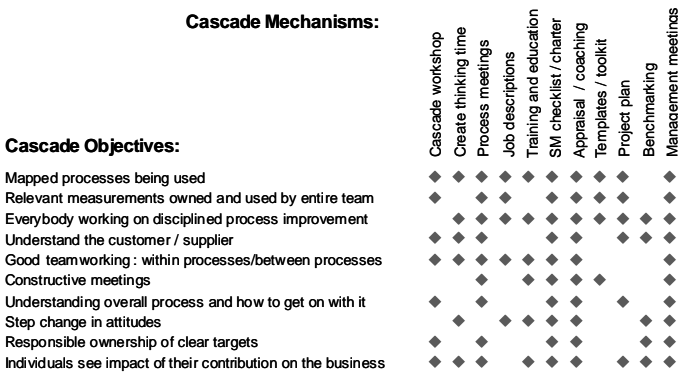 Cascade Mechanisms:
Cascade workshop
Create thinking time
Process meetings
Job descriptions
Training and education
SM checklist / charter
Appraisal / coaching
Templates / toolkit
Project plan
Benchmarking
Management meetings
Cascade Objectives:
Mapped processes being used
Relevant measurements owned and used by entire team
Everybody working on disciplined process improvement
Understand the customer / supplier
Good teamworking : within processes/between processes
Constructive meetings
Understanding overall process and how to get on with it
Step change in attitudes
Responsible ownership of clear targets
Individuals see impact of their contribution on the business